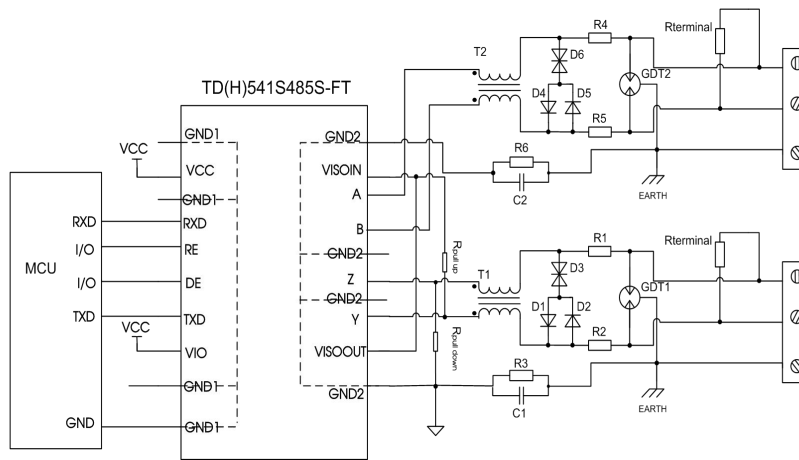 TD(H)541S485S-FT
MCU
RXD
I/O
I/O
TXD
GND
VCC
VCC
GND1
VCC
GND1
RXD
RE
DE
TXD
VIO
GND1
GND1
GND2
VISOIN
A
B
GND2
Z
GND2
Y
VISOOUT
GND2
Rpull up
Rpull down
T2
D6
D4
D5
R4
R5
GDT2
Rterminal
R6
C2
EARTH
T1
D3
D1
D2
R1
R2
GDT1
Rterminal
R3
C1
EARTH